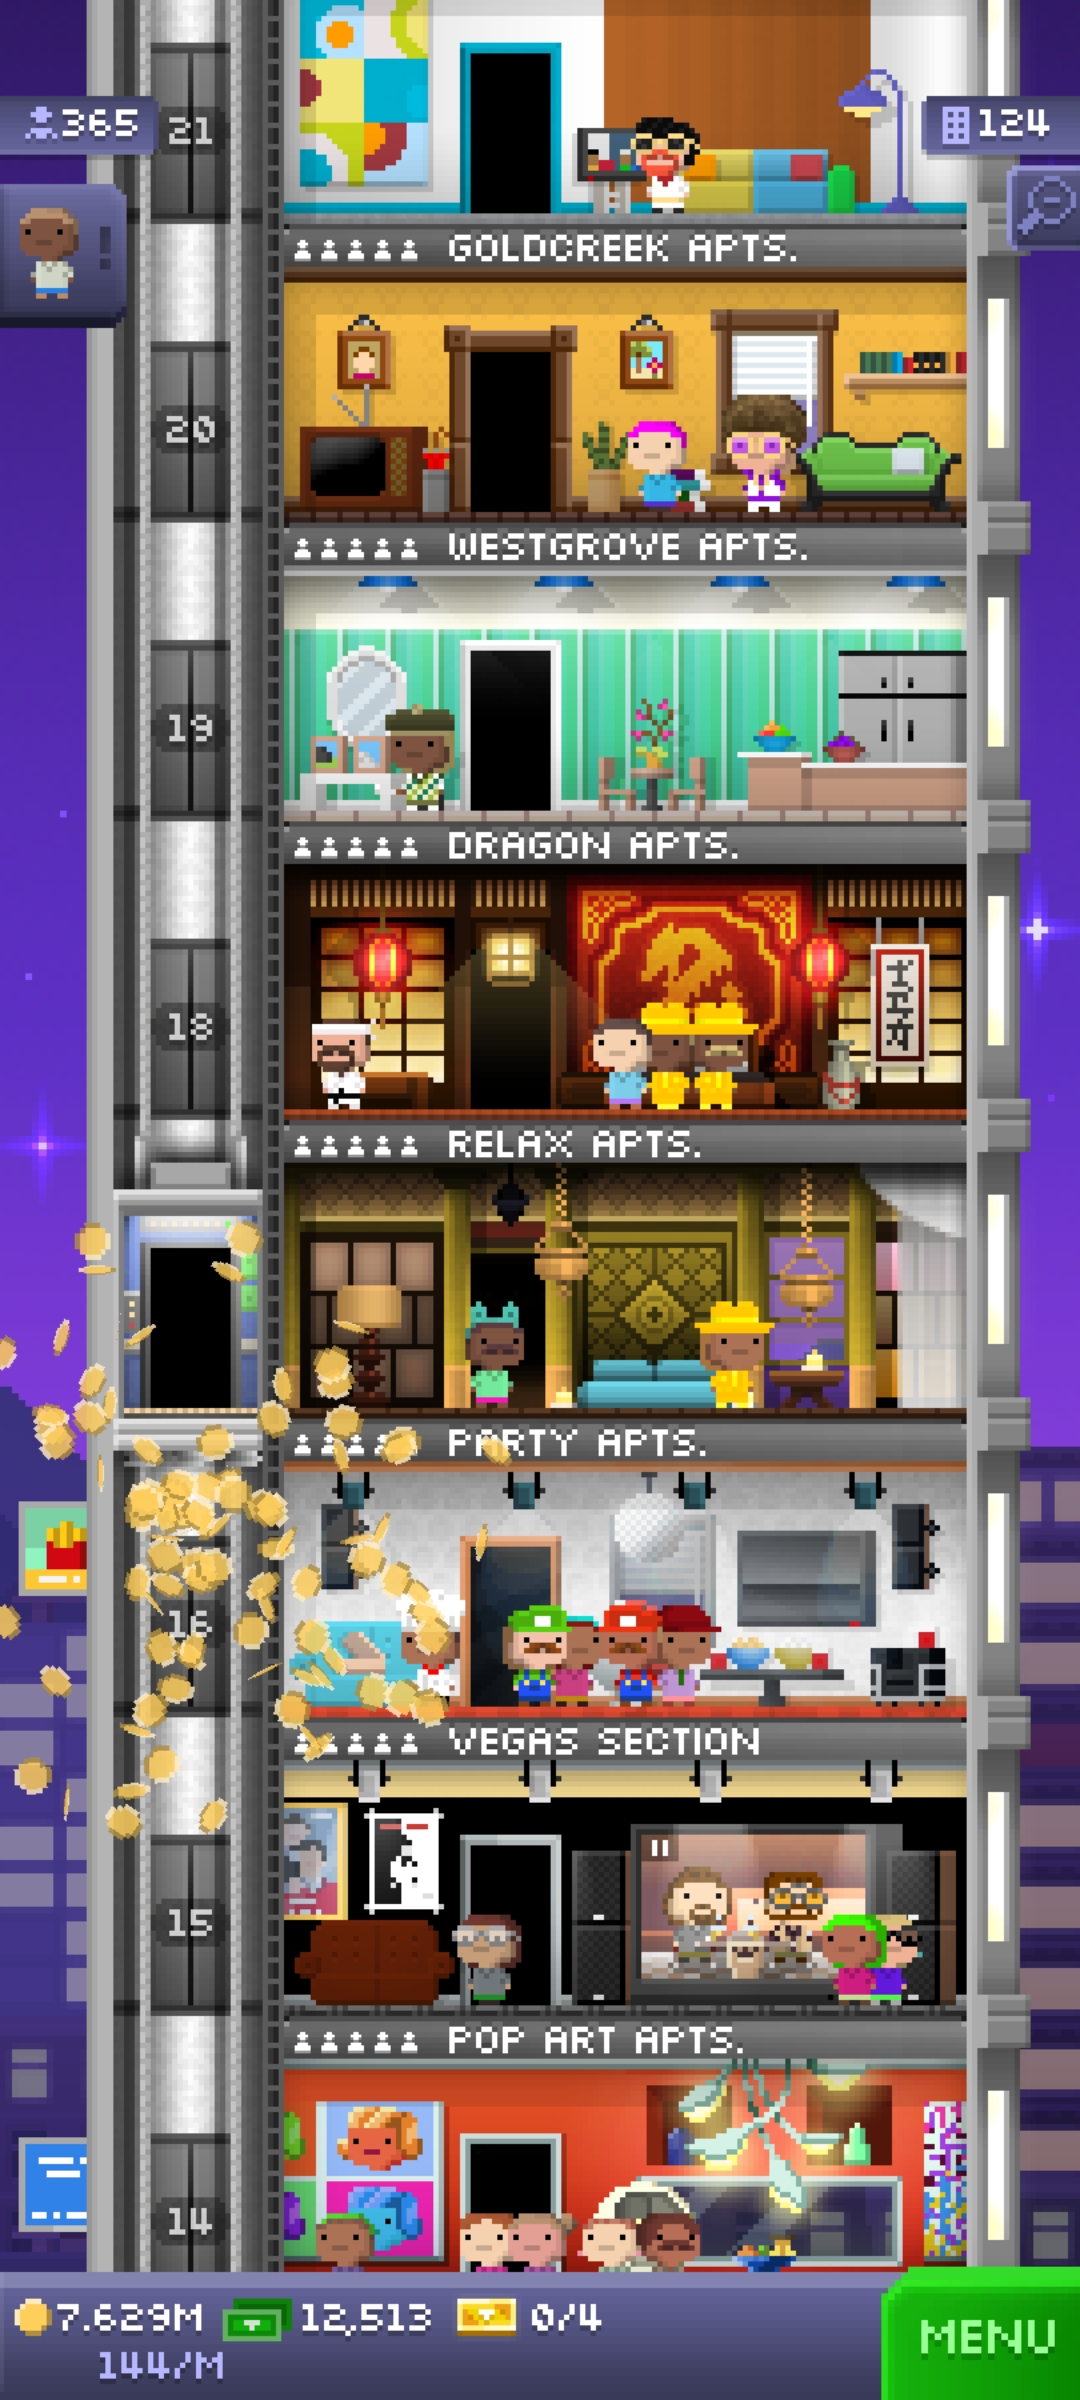 365
21
124
GOLDCREEK APTS.
20
WESTGROVE APTS.
19
DRAGON APTS.
18
RELAX APTS.
PARTY APTS.
16
VEGAS SECTION
15
POP ART APTS.
14
7.629M
12,513
0/4
MENU
144/M